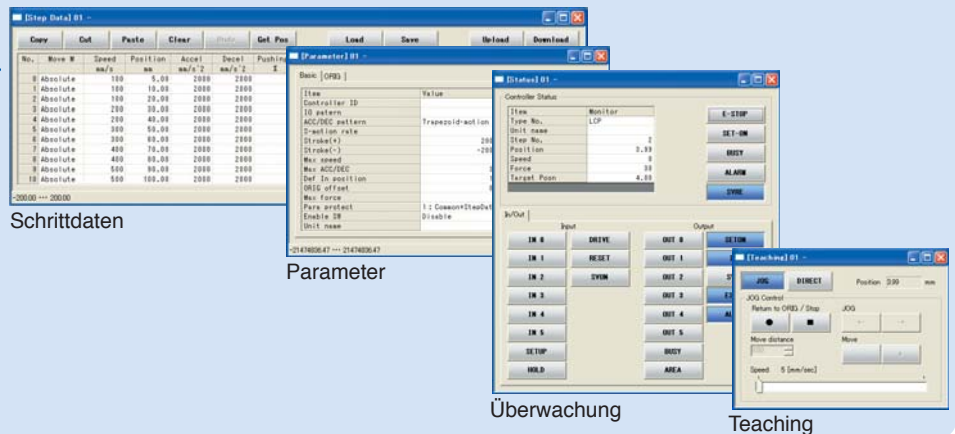 [Step Data] 01 -
Copy Cut Paste Clear Get Pos Load Save Upload Download
No. Move M Speed Position Accel Decel Pushing
mm/s mm mm/s^2 mm/s^2 %
0 Absolute 100 5.00 2000 2000
1 Absolute 100 10.00 2000 2000
2 Absolute 100 20.00 2000 2000
3 Absolute 200 30.00 2000 2000
4 Absolute 200 40.00 2000 2000
5 Absolute 300 50.00 2000 2000
6 Absolute 300 60.00 2000 2000
7 Absolute 400 70.00 2000 2000
8 Absolute 400 80.00 2000 2000
9 Absolute 500 90.00 2000 2000
10 Absolute 500 100.00 2000 2000
-200.00 --- 200.00
Schrittdaten
[Parameter] 01 -
Basic ORIG
Item Value
Controller ID
IO patern
ACC/DEC pattern Trapezoid-motion
S-motion rate
Stroke(+) 200
Stroke(-) -200
Max speed
Max ACC/DEC
Def In position
ORIG offset
Max force
Para protect 1: Common+StepDat
Enable SW Disable
Unit name
-21474836.47 --- 21474836.47
Parameter
[Status] 01 -
Controller Status
Item Monitor
Type No. LCP
Unit name
Step No. 2
Position 3.99
Speed 0
Force 30
Target Posn 4.00
E-STOP
SET-ON
BUSY
ALARM
SVRE
In/Out
Input Output
IN 0 DRIVE OUT 0 SETON
IN 1 RESET OUT 1
IN 2 SVON OUT 2
IN 3 OUT 3
IN 4 OUT 4
IN 5 OUT 5
SETUP BUSY
HOLD AREA
Überwachung
[Teaching] 01 -
JOG DIRECT Position 3.99 mm
JOG Control
Return to ORIG / Stop JOG
Move distance Move
Speed 5 [mm/sec]
Teaching